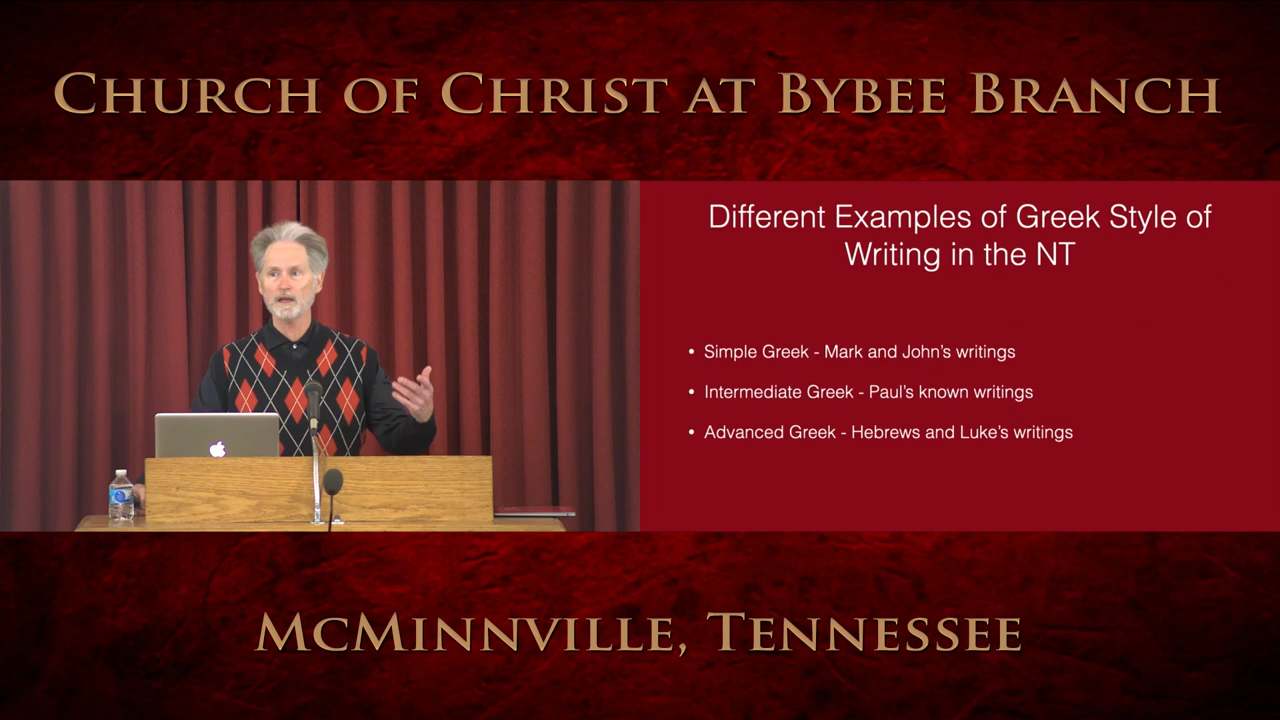 Church of Christ at Bybee Branch
Different Examples of Greek Style of
Writing in the NT
• Simple Greek - Mark and John's writings
• Intermediate Greek - Paul's known writings
• Advanced Greek - Hebrews and Luke's writings
McMinnville, Tennessee